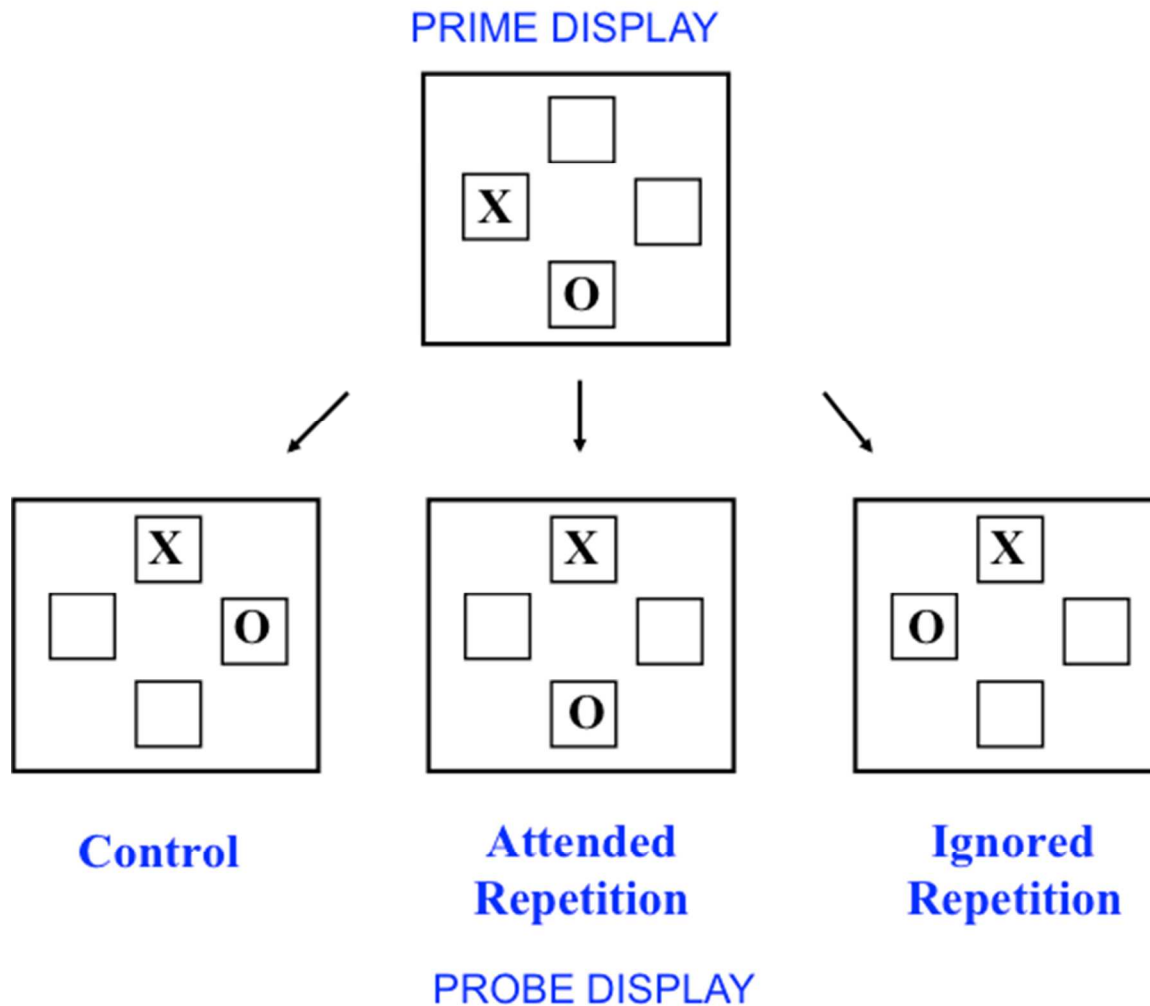 PRIME DISPLAY
X
O
X
X
X
O
O
O
Control
Attended
Repetition
Ignored
Repetition
PROBE DISPLAY